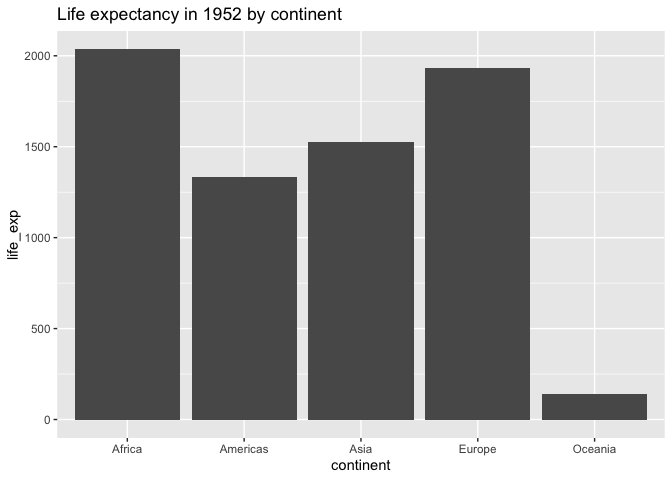 Life expectancy in 1952 by continent
life_exp
2000
1500
1000
500
0
Africa Americas Asia Europe Oceania
continent